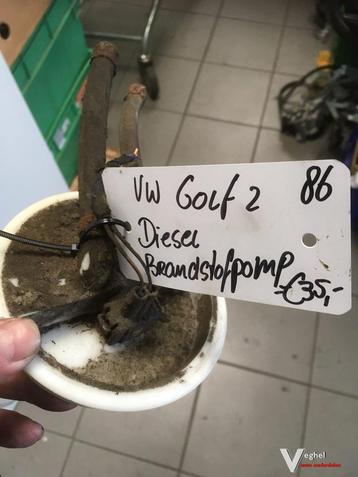 VW Golf 2 86
Diesel
Brandstofpomp
€35,-
Veghel